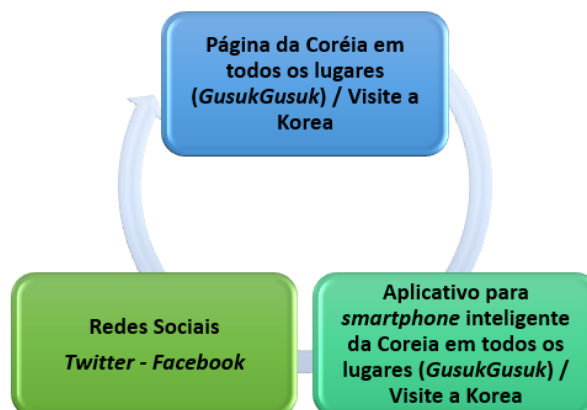 Página da Coréia em
todos os lugares
(GusukGusuk) / Visite a
Korea
Redes Sociais
Twitter - Facebook
Aplicativo para
smartphone inteligente
da Coreia em todos os
lugares (GusukGusuk) /
Visite a Korea